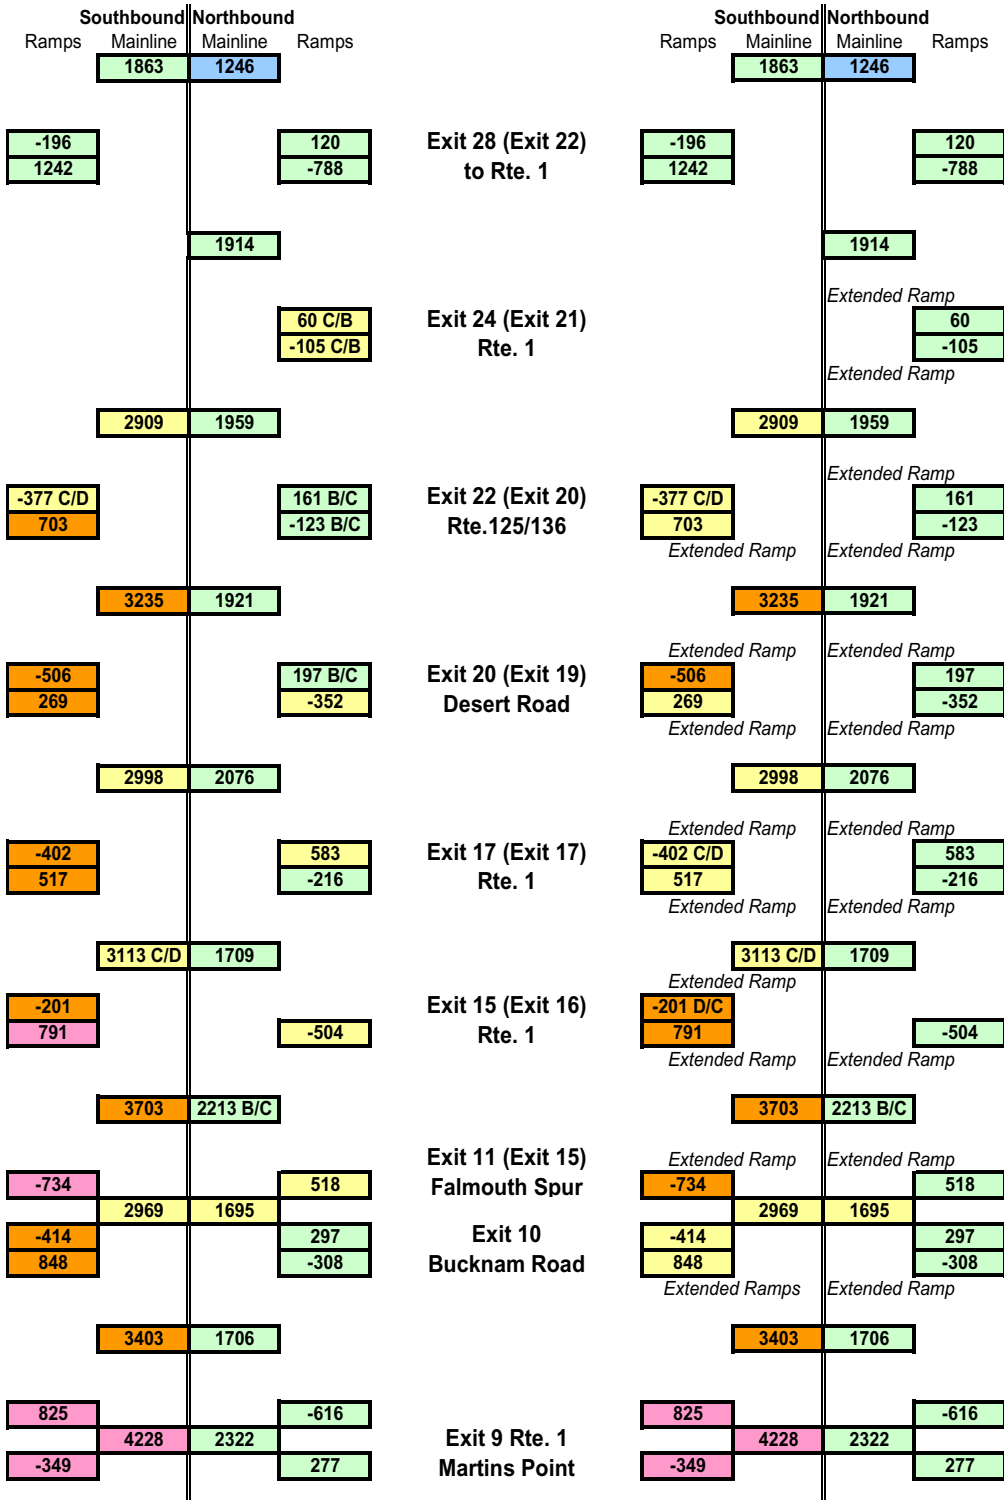 Southbound Northbound Southbound Northbound
Ramps Mainline Mainline Ramps Ramps Mainline Mainline Ramps
1863 1246 1863 1246
-196 120 Exit 28 (Exit 22) -196 120
1242 -788 to Rte. 1 1242 -788
1914 1914
Extended Ramp
60 C/B Exit 24 (Exit 21) 60
-105 C/B Rte. 1 -105
Extended Ramp
2909 1959 2909 1959
Extended Ramp
-377 C/D 161 B/C Exit 22 (Exit 20) -377 C/D 161
703 -123 B/C Rte.125/136 703 -123
Extended Ramp Extended Ramp
3235 1921 3235 1921
Extended Ramp Extended Ramp
-506 197 B/C Exit 20 (Exit 19) -506 197
269 -352 Desert Road 269 -352
Extended Ramp Extended Ramp
2998 2076 2998 2076
Extended Ramp Extended Ramp
-402 583 Exit 17 (Exit 17) -402 C/D 583
517 -216 Rte. 1 517 -216
Extended Ramp Extended Ramp
3113 C/D 1709 3113 C/D 1709
Extended Ramp
-201 Exit 15 (Exit 16) -201 D/C
791 -504 Rte. 1 791 -504
Extended Ramp Extended Ramp
3703 2213 B/C 3703 2213 B/C
Exit 11 (Exit 15) Extended Ramp Extended Ramp
-734 518 Falmouth Spur -734 518
2969 1695 2969 1695
-414 297 Exit 10 -414 297
848 -308 Bucknam Road 848 -308
Extended Ramps Extended Ramp
3403 1706 3403 1706
825 -616 825 -616
4228 2322 Exit 9 Rte. 1 4228 2322
-349 277 Martins Point -349 277